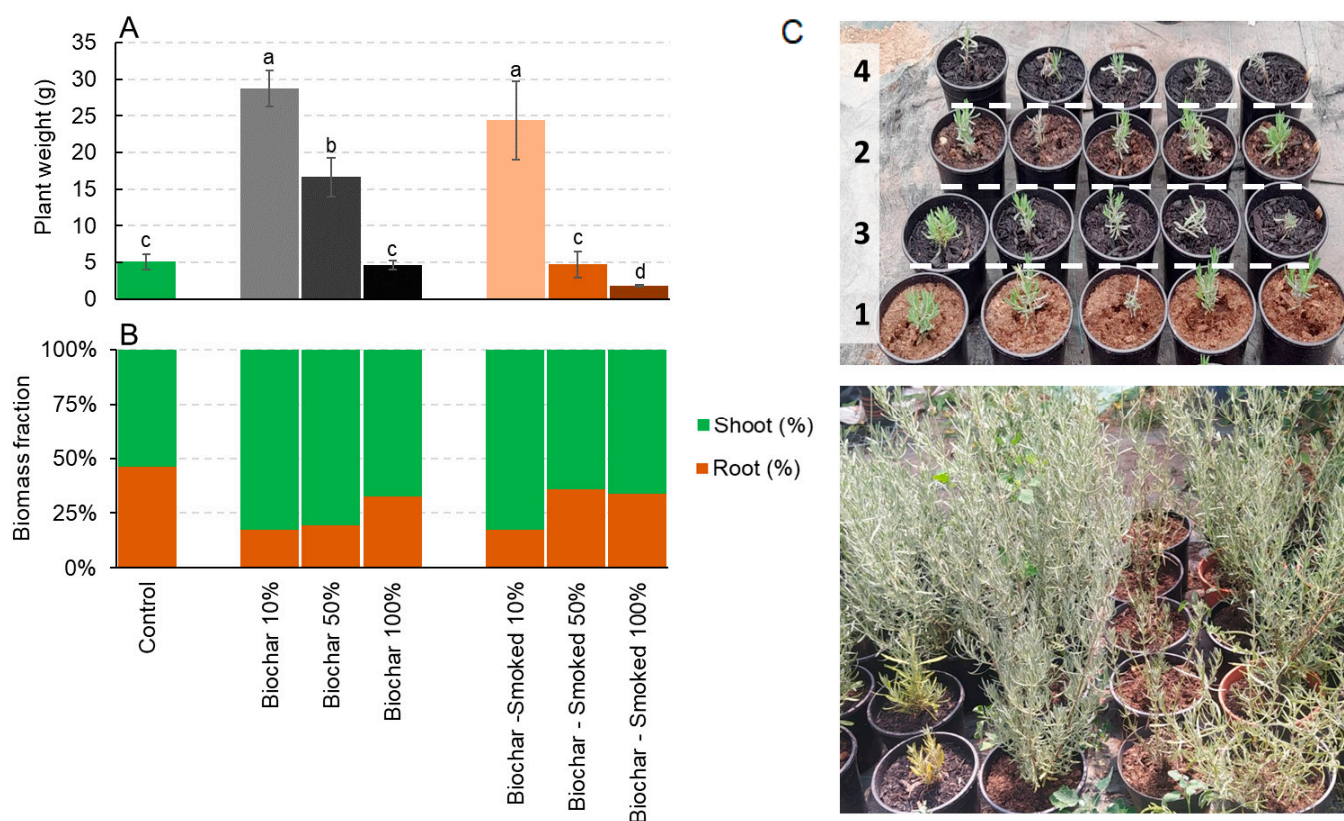 A
35
30
25
20
15
10
5
0
Plant weight (g)
c
a
b
c
a
c
d
B
100%
75%
50%
25%
0%
Biomass fraction
Shoot (%)
Root (%)
Control
Biochar 10%
Biochar 50%
Biochar 100%
Biochar -Smoked 10%
Biochar - Smoked 50%
Biochar - Smoked 100%
C
4
2
3
1